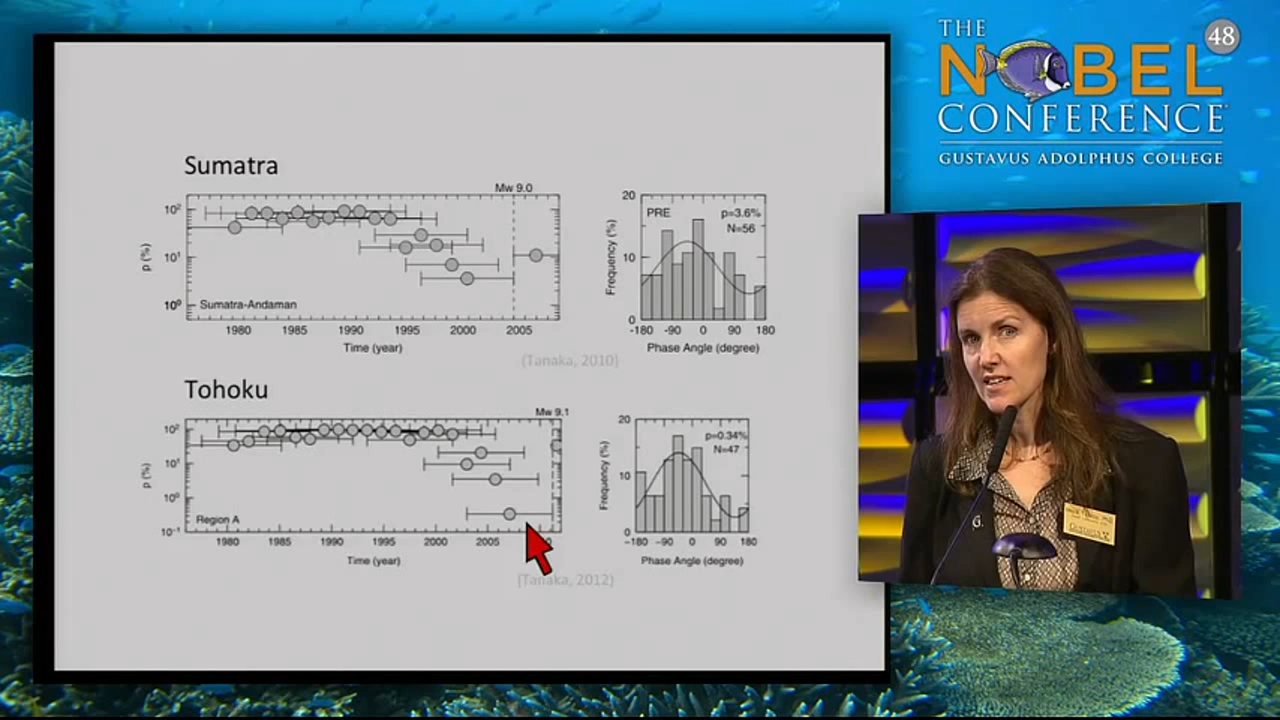 THE
48
NOBEL
CONFERENCE
GUSTAVUS ADOLPHUS COLLEGE
Sumatra
Mw 9.0
10²
10¹
10⁰
p (%)
Sumatra-Andaman
1980 1985 1990 1995 2000 2005
Time (year)
20
10
0
Frequency (%)
PRE
p=3.6%
N=56
-180 -90 0 90 180
Phase Angle (degree)
(Tanaka, 2010)
Tohoku
Mw 9.1
10²
10¹
10⁰
10⁻¹
p (%)
Region A
1980 1985 1990 1995 2000 2005
Time (year)
20
10
0
Frequency (%)
p=0.34%
N=47
−180 −90 0 90 180
Phase Angle (degree)
(Tanaka, 2012)
G.